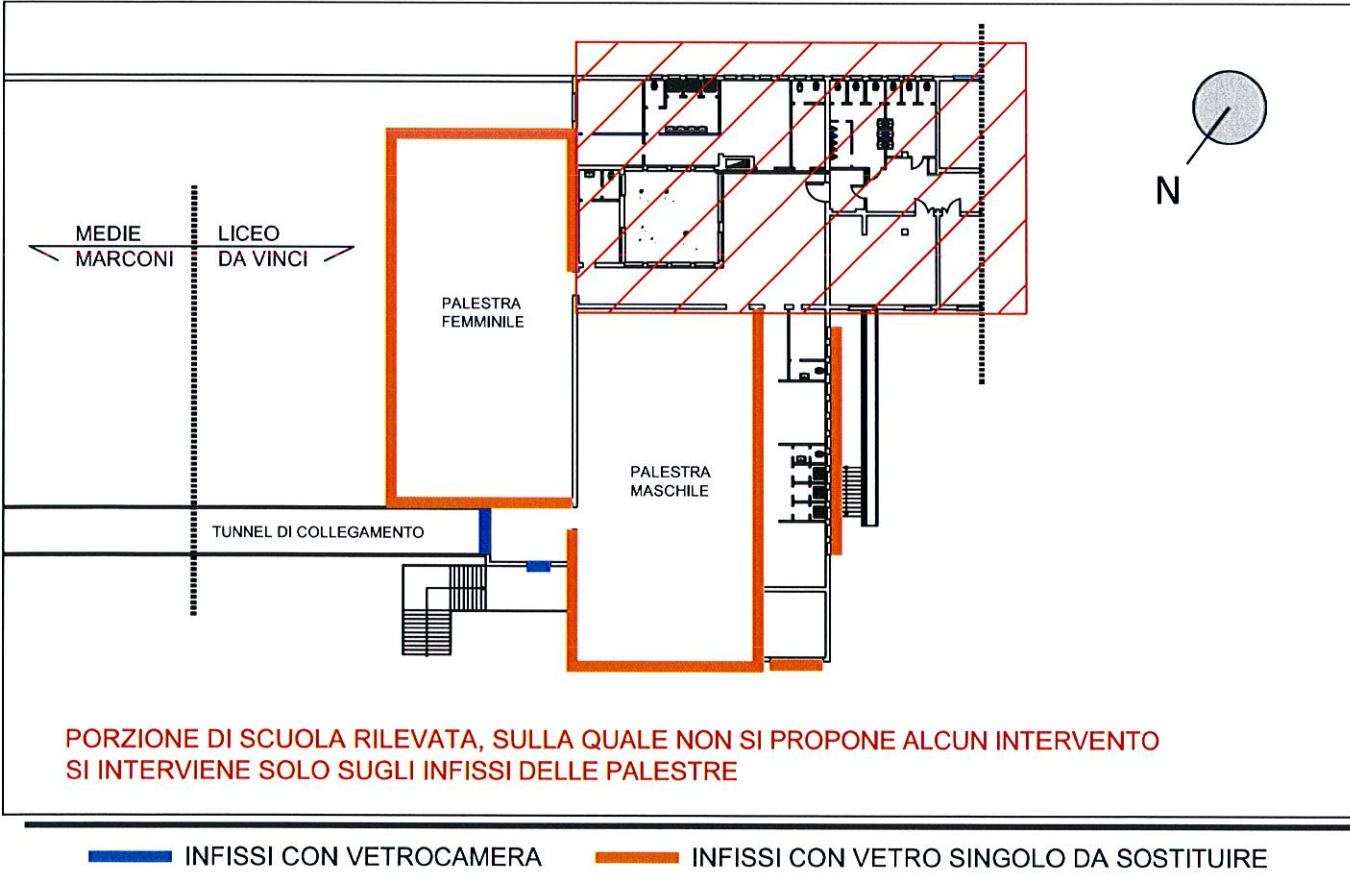 N
MEDIE
MARCONI
LICEO
DA VINCI
PALESTRA
FEMMINILE
PALESTRA
MASCHILE
TUNNEL DI COLLEGAMENTO
PORZIONE DI SCUOLA RILEVATA, SULLA QUALE NON SI PROPONE ALCUN INTERVENTO
SI INTERVIENE SOLO SUGLI INFISSI DELLE PALESTRE
INFISSI CON VETROCAMERA
INFISSI CON VETRO SINGOLO DA SOSTITUIRE